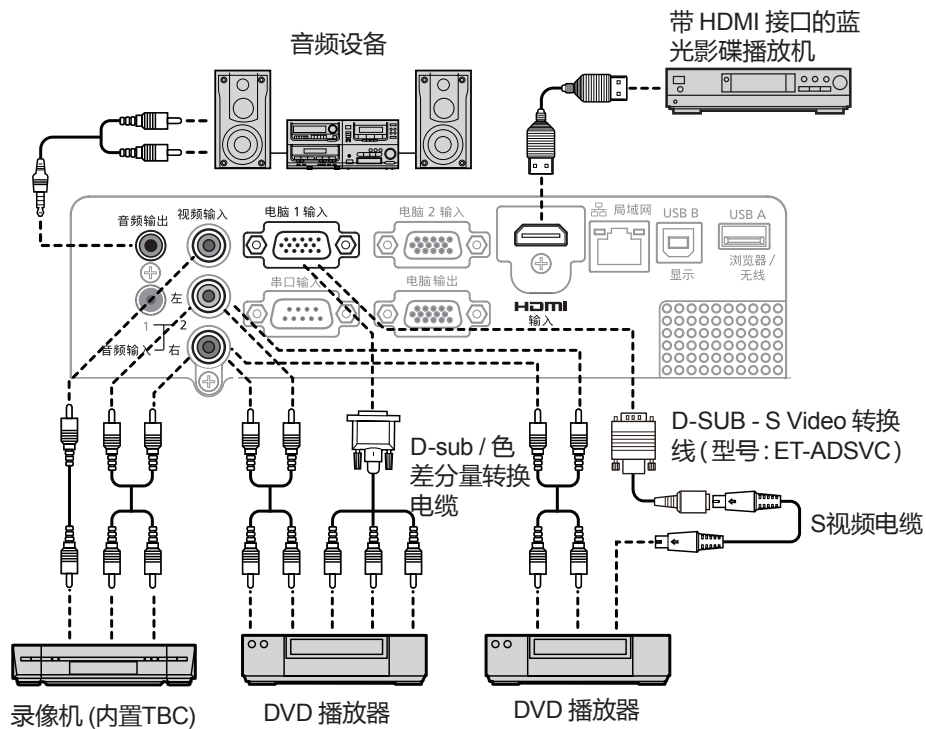 音频设备
带 HDMI 接口的蓝
光影碟播放机
音频输出
视频输入
电脑 1 输入
电脑 2 输入
局域网
USB B
USB A
显示
浏览器 /
无线
串口输入
电脑输出
HDMI
输入
左
1
2
音频输入
右
D-sub / 色
差分量转换
电缆
D-SUB - S Video 转换
线 ( 型号 : ET-ADSVC )
S视频电缆
录像机 (内置TBC)
DVD 播放器
DVD 播放器